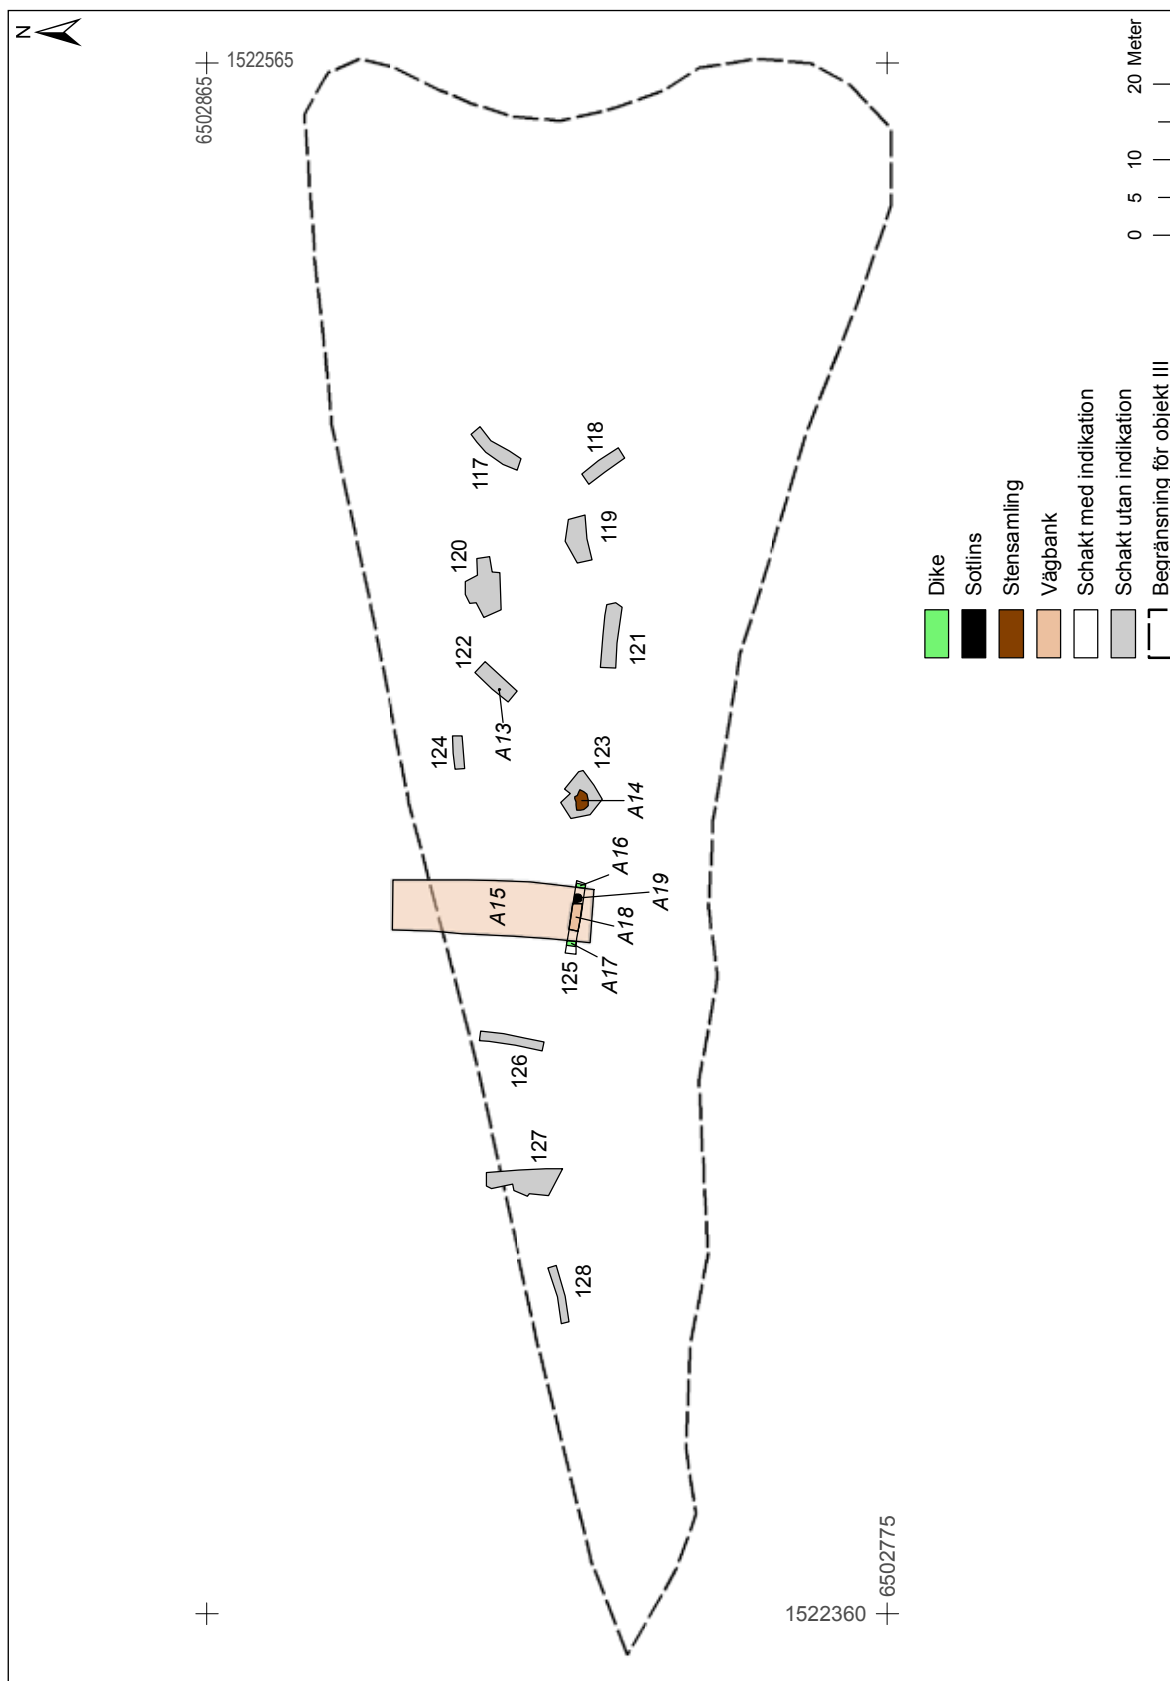 N
6502865
1522565
117
118
119
120
121
122
A13
123
A14
124
A15
A16
A19
A18
A17
125
126
127
128
1522360
6502775
0 5 10 20 Meter
Dike
Sotlins
Stensamling
Vägbank
Schakt med indikation
Schakt utan indikation
Begränsning för objekt III